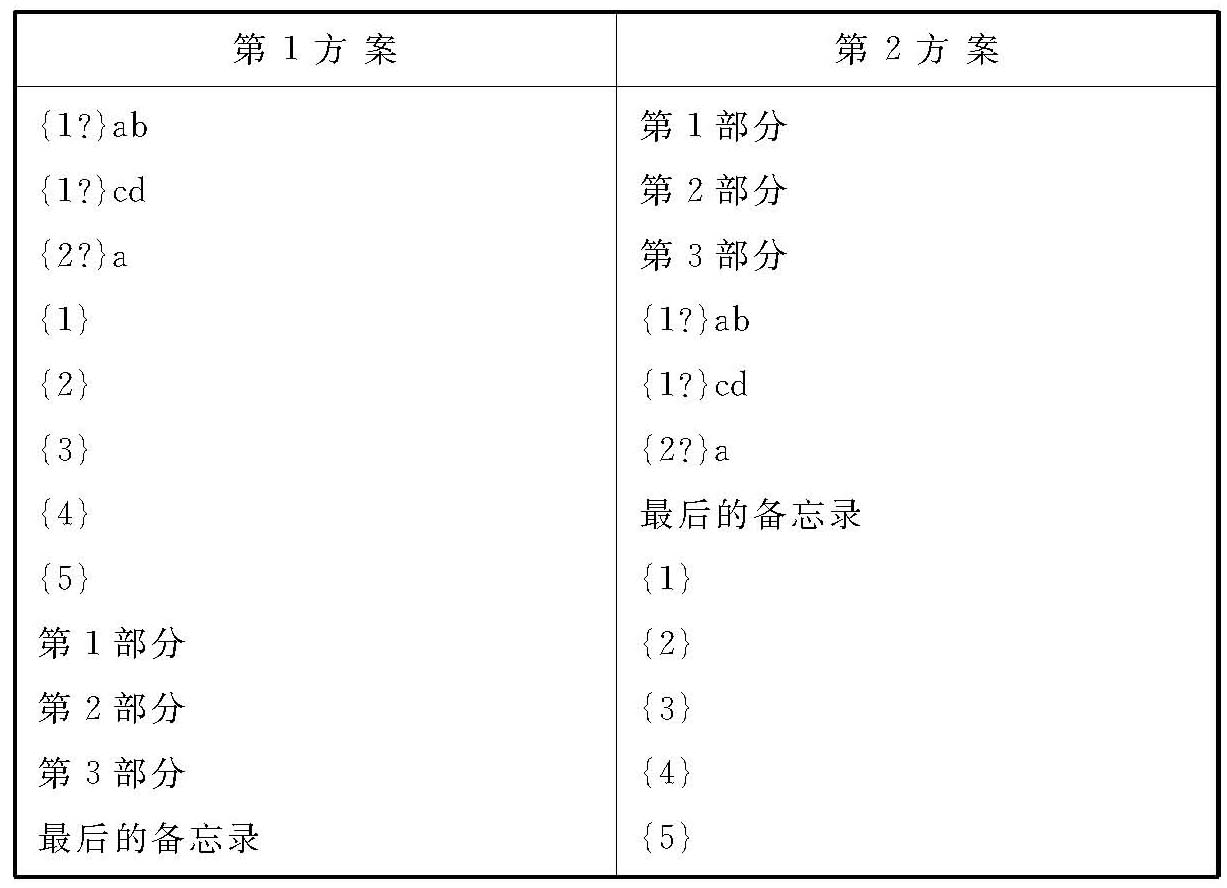 第 1 方 案
第 2 方 案
{1?}ab
第 1 部分
{1?}cd
第 2 部分
{2?}a
第 3 部分
{1}
{1?}ab
{2}
{1?}cd
{3}
{2?}a
{4}
最后的备忘录
{5}
{1}
第 1 部分
{2}
第 2 部分
{3}
第 3 部分
{4}
最后的备忘录
{5}